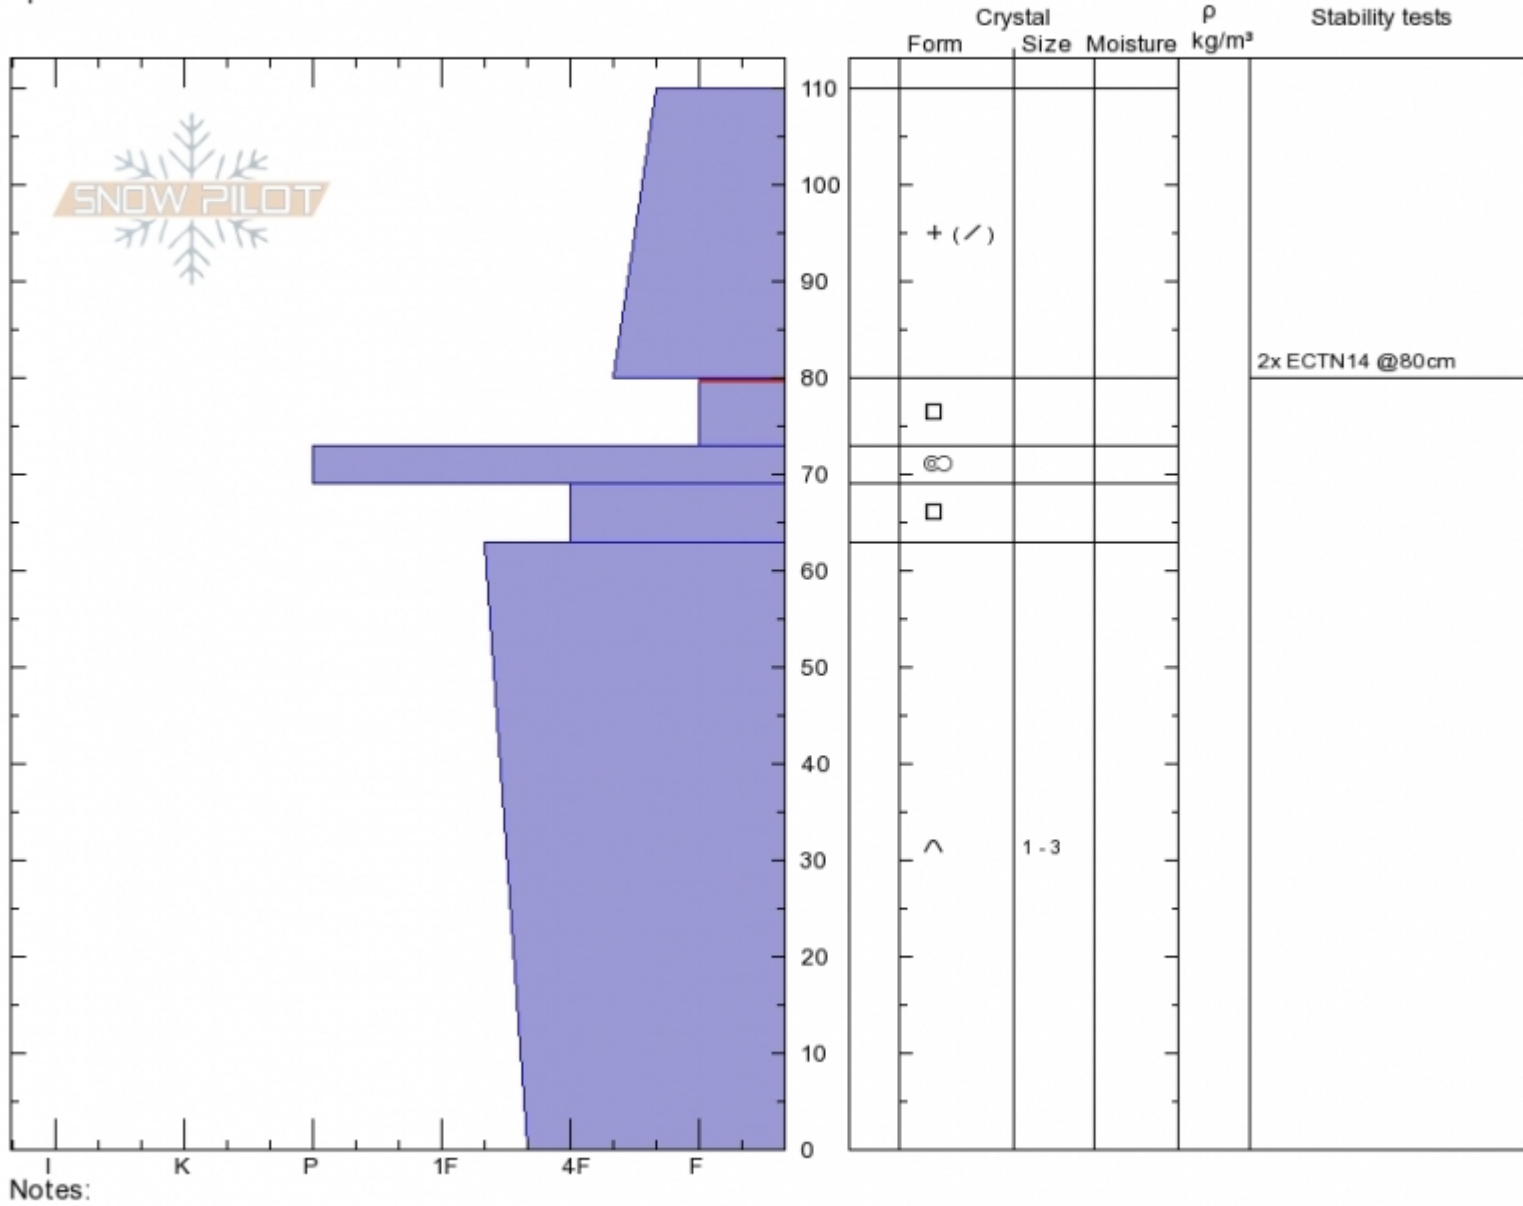 Crystal
ρ
Stability tests
Form Size Moisture kg/m³
SNOW PILOT
110
100
+ (∕)
90
2x ECTN14 @80cm
80
70
60
50
40
30
1 - 3
20
10
0
I K P 1F 4F F
Notes: